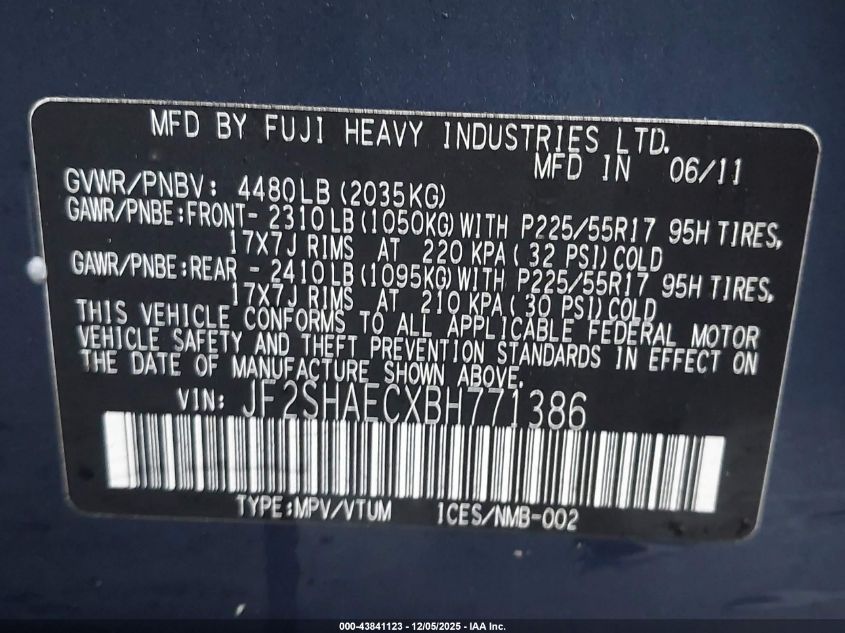 MFD BY FUJI HEAVY INDUSTRIES LTD.
MFD IN 06/11
GVWR/PNBV: 4480LB (2035KG)
GAWR/PNBE:FRONT- 2310LB (1050KG) WITH P225/55R17 95H TIRES,
17X7J RIMS AT 220 KPA( 32 PSI) COLD
GAWR/PNBE:REAR - 2410LB (1095KG) WITH P225/55R17 95H TIRES,
17X7J RIMS AT 210 KPA( 30 PSI) COLD
THIS VEHICLE CONFORMS TO ALL APPLICABLE FEDERAL MOTOR
VEHICLE SAFETY AND THEFT PREVENTION STANDARDS IN EFFECT ON
THE DATE OF MANUFACTURE SHOWN ABOVE.
VIN: JF2SHAECXBH771386
TYPE:MPV/VTUM ICES/NMB-002
000-43841123 - 12/05/2025 - IAA Inc.